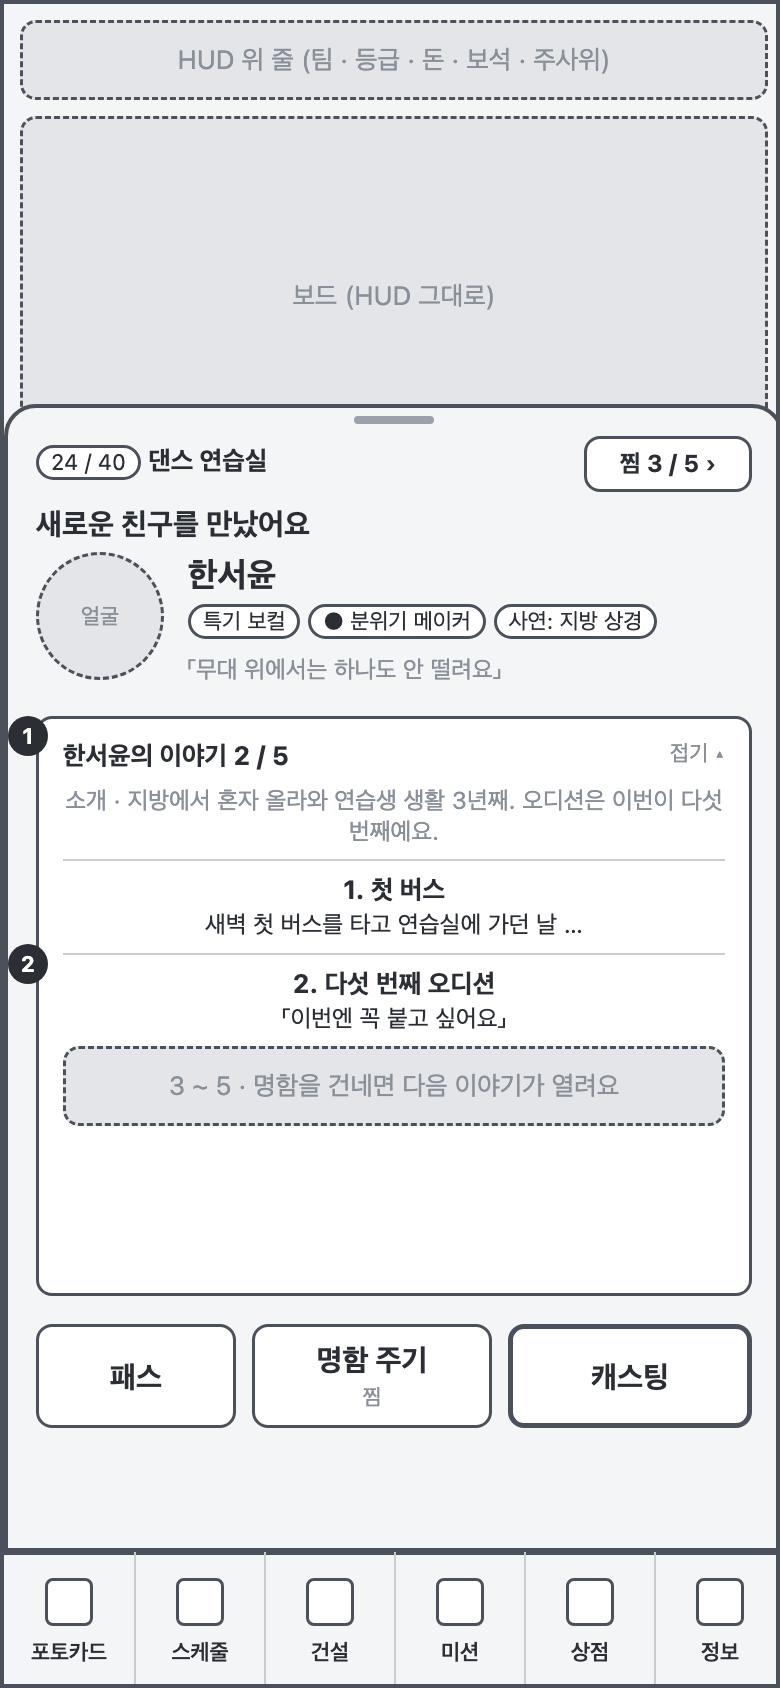 HUD 위 줄 (팀 · 등급 · 돈 · 보석 · 주사위)
보드 (HUD 그대로)
24 / 40 댄스 연습실
찜 3 / 5 ›
새로운 친구를 만났어요
얼굴
한서윤
특기 보컬
● 분위기 메이커
사연: 지방 상경
「무대 위에서는 하나도 안 떨려요」
1
한서윤의 이야기 2 / 5
접기 ▴
소개 · 지방에서 혼자 올라와 연습생 생활 3년째. 오디션은 이번이 다섯
번째예요.
1. 첫 버스
새벽 첫 버스를 타고 연습실에 가던 날 ...
2
2. 다섯 번째 오디션
「이번엔 꼭 붙고 싶어요」
3 ~ 5 · 명함을 건네면 다음 이야기가 열려요
패스
명함 주기
찜
캐스팅
포토카드
스케줄
건설
미션
상점
정보